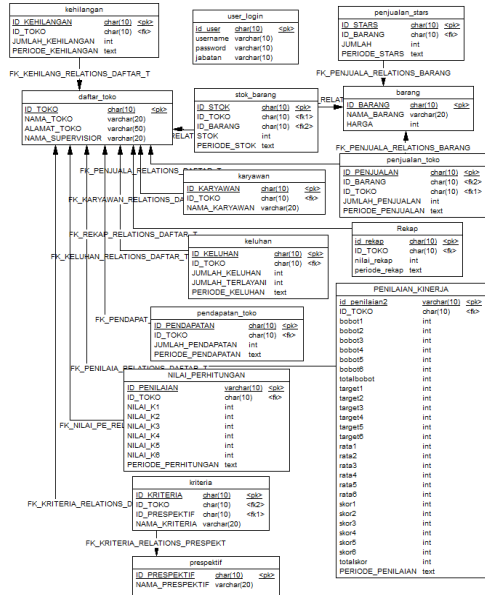 kehilangan
ID_KEHILANGAN char(10) <pk>
ID_TOKO char(10) <fk>
JUMLAH_KEHILANGAN int
PERIODE_KEHILANGAN text
user_login
id_user varchar(10)
username varchar(10)
password varchar(10)
jabatan varchar(10)
penjualan_stars
ID_STARS char(10) <pk>
ID_BARANG char(10) <fk>
JUMLAH int
PERIODE_STARS text
FK_KEHILANG_RELATIONS_DAFTAR_T
FK_PENJUALA_RELATIONS_BARANG
daftar_toko
ID_TOKO char(10) <pk>
NAMA_TOKO varchar(20)
ALAMAT_TOKO varchar(50)
NAMA_SUPERVISIOR varchar(20)
stok_barang
ID_STOK char(10) <pk>
ID_TOKO char(10) <fk1>
ID_BARANG char(10) <fk2>
STOK int
PERIODE_STOK text
RELAT
RELAT
barang
ID_BARANG char(10) <pk>
NAMA_BARANG varchar(20)
HARGA int
FK_PENJUALA_RELATIONS_BARANG
penjualan_toko
ID_PENJUALAN char(10) <pk>
ID_BARANG char(10) <fk2>
ID_TOKO char(10) <fk1>
JUMLAH_PENJUALAN int
PERIODE_PENJUALAN text
FK_PENJUALA_RELATIONS_DAFTAR_T
karyawan
ID_KARYAWAN char(10) <pk>
ID_TOKO char(10) <fk>
NAMA_KARYAWAN varchar(20)
FK_KARYAWAN_RELATIONS_DA
Rekap
id_rekap char(10) <pk>
ID_TOKO char(10) <fk>
nilai_rekap int
periode_rekap text
FK_REKAP_RELATIONS_DAFTAR_T
FK_KELUHAN_RELATIONS_DAFTAR_T
keluhan
ID_KELUHAN char(10) <pk>
ID_TOKO char(10) <fk>
JUMLAH_KELUHAN int
JUMLAH_TERLAYANI int
PERIODE_KELUHAN text
PENILAIAN_KINERJA
id_penilaian2 varchar(10) <pk>
ID_TOKO char(10) <fk>
bobot1 int
bobot2 int
bobot3 int
bobot4 int
bobot5 int
bobot6 int
totalbobot int
target1 int
target2 int
target3 int
target4 int
target5 int
target6 int
rata1 int
rata2 int
rata3 int
rata4 int
rata5 int
rata6 int
skor1 int
skor2 int
skor3 int
skor4 int
skor5 int
skor6 int
totalskor int
PERIODE_PENILAIAN text
pendapatan_toko
ID_PENDAPATAN char(10) <pk>
ID_TOKO char(10) <fk>
JUMLAH_PENDAPATAN int
PERIODE_PENDAPATAN text
FK_PENDAPAT_
FK_PENILAIA_RELATIONS_DAFTAR_T
NILAI_PERHITUNGAN
ID_PENILAIAN varchar(10) <pk>
ID_TOKO char(10) <fk>
NILAI_K1 int
NILAI_K2 int
NILAI_K3 int
NILAI_K4 int
NILAI_K5 int
NILAI_K6 int
PERIODE_PERHITUNGAN text
FK_NILAI_PE_REL
kriteria
ID_KRITERIA char(10) <pk>
ID_TOKO char(10) <fk2>
ID_PRESPEKTIF char(10) <fk1>
NAMA_KRITERIA varchar(20)
FK_KRITERIA_RELATIONS_D
FK_KRITERIA_RELATIONS_PRESPEKT
prespektif
ID_PRESPEKTIF char(10) <pk>
NAMA_PRESPEKTIF varchar(20)